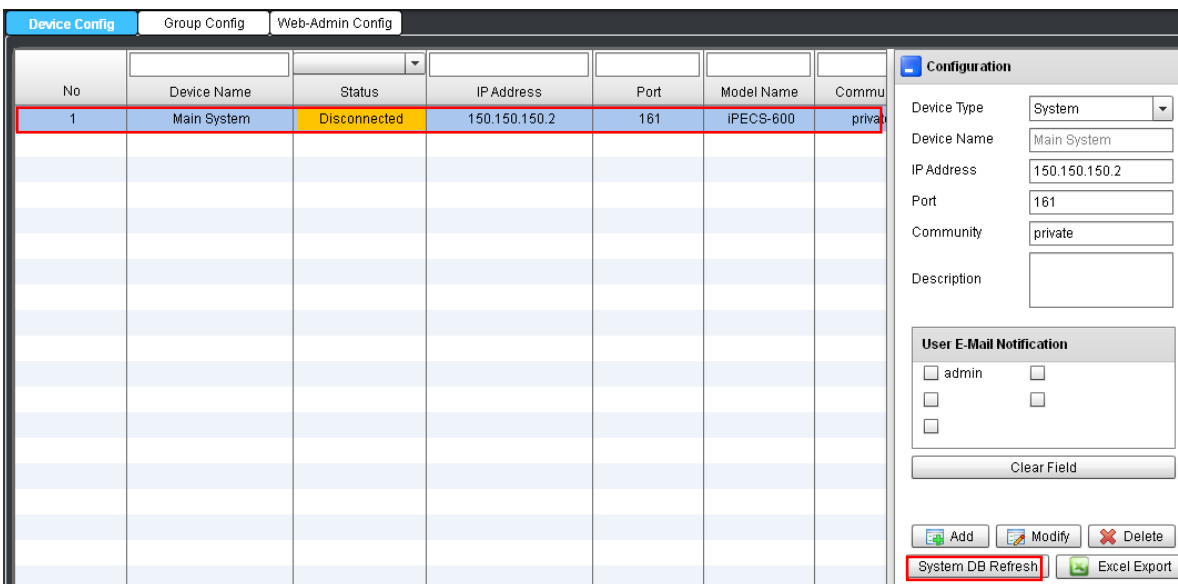 Device Config Group Config Web-Admin Config
No Device Name Status IP Address Port Model Name Commu
1 Main System Disconnected 150.150.150.2 161 iPECS-600 privat
Configuration
Device Type System
Device Name Main System
IP Address 150.150.150.2
Port 161
Community private
Description
User E-Mail Notification
admin
Clear Field
Add Modify Delete
System DB Refresh Excel Export